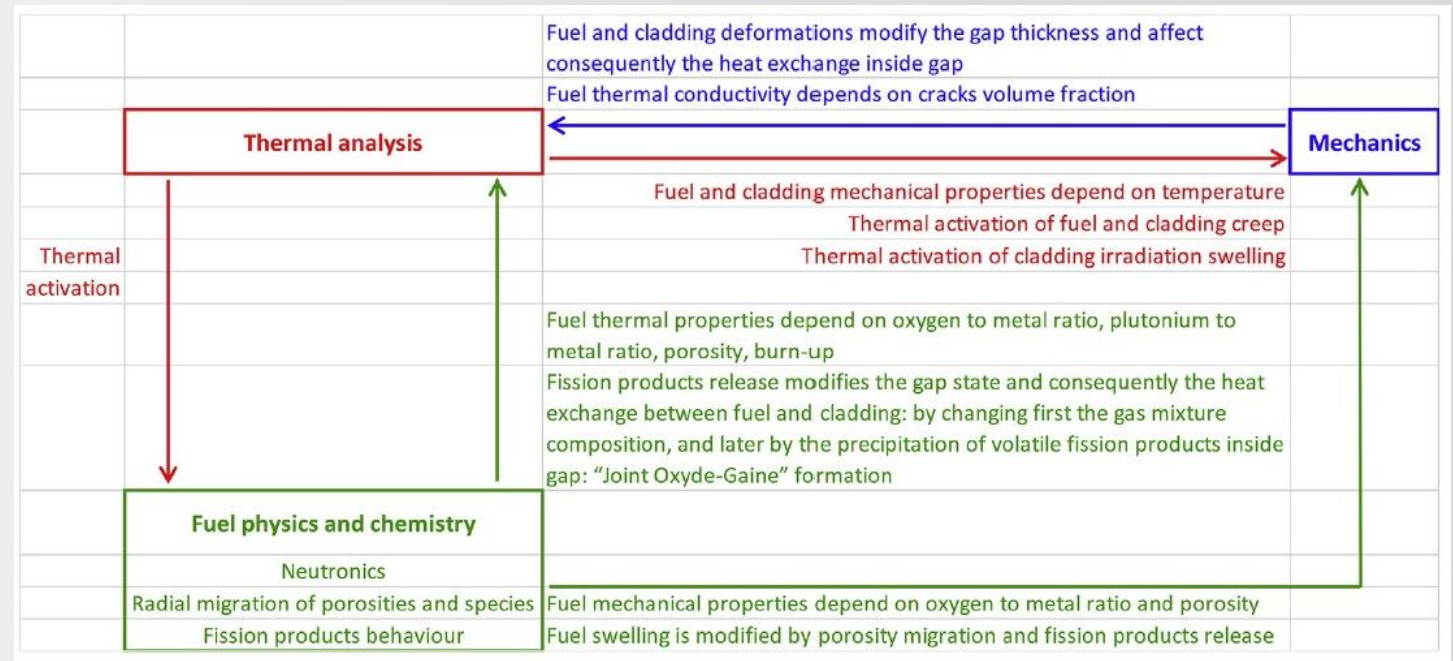 Fuel and cladding deformations modify the gap thickness and affect
consequently the heat exchange inside gap
Fuel thermal conductivity depends on cracks volume fraction
Thermal analysis
Mechanics
Fuel and cladding mechanical properties depend on temperature
Thermal activation of fuel and cladding creep
Thermal activation of cladding irradiation swelling
Thermal
activation
Fuel thermal properties depend on oxygen to metal ratio, plutonium to
metal ratio, porosity, burn-up
Fission products release modifies the gap state and consequently the heat
exchange between fuel and cladding: by changing first the gas mixture
composition, and later by the precipitation of volatile fission products inside
gap: “Joint Oxyde-Gaine” formation
Fuel physics and chemistry
Neutronics
Radial migration of porosities and species
Fission products behaviour
Fuel mechanical properties depend on oxygen to metal ratio and porosity
Fuel swelling is modified by porosity migration and fission products release